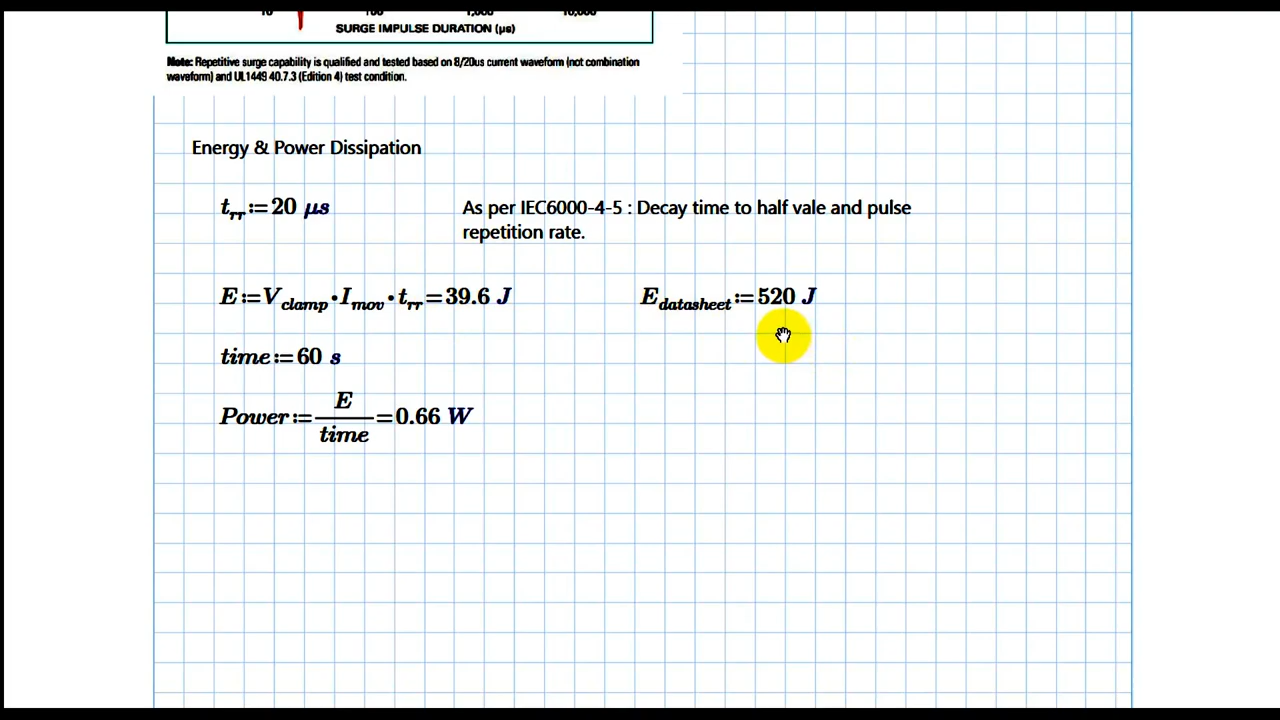 SURGE IMPULSE DURATION (µs)
Note: Repetitive surge capability is qualified and tested based on 8/20us current waveform (not combination
waveform) and UL1449 40.7.3 (Edition 4) test condition.
Energy & Power Dissipation
t_rr := 20 µs
As per IEC6000-4-5 : Decay time to half vale and pulse
repetition rate.
E := V_clamp · I_mov · t_rr = 39.6 J
E_datasheet := 520 J
time := 60 s
Power := E / time = 0.66 W